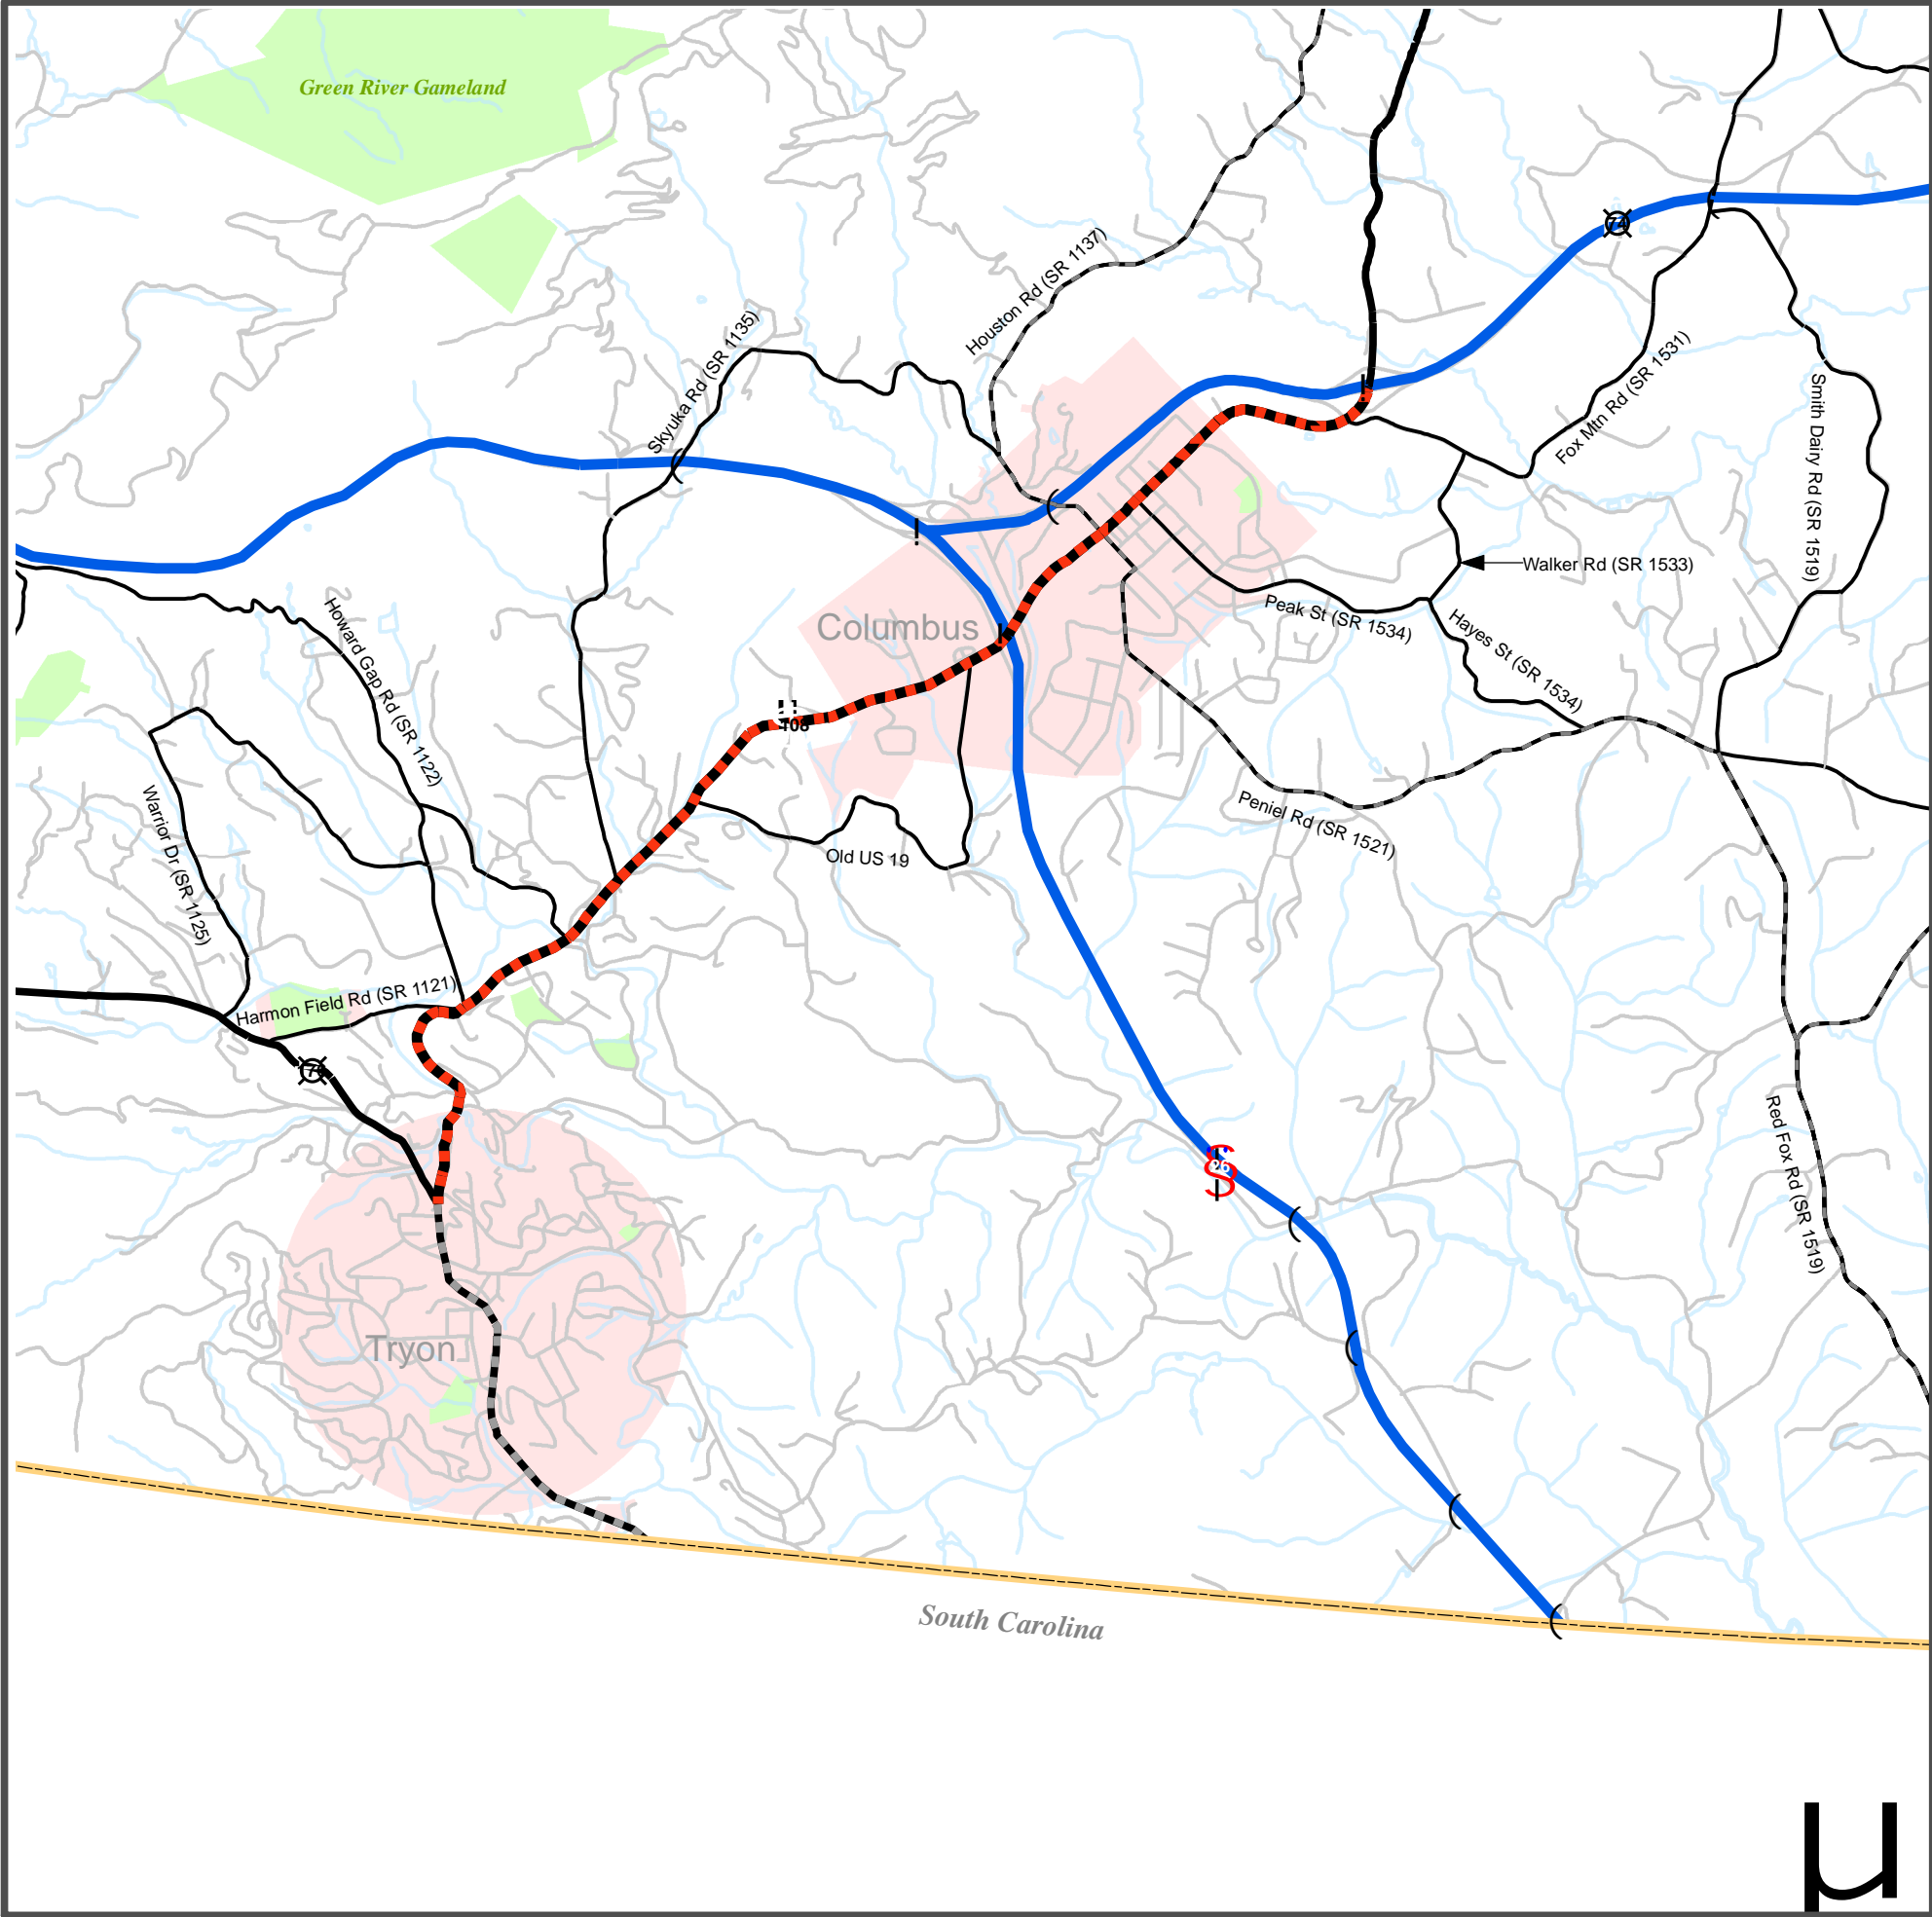 Green River Gameland
74
Houston Rd (SR 1137)
Skyuka Rd (SR 1135)
Fox Mtn Rd (SR 1531)
Smith Dairy Rd (SR 1519)
Walker Rd (SR 1533)
Peak St (SR 1534)
Hayes St (SR 1534)
Columbus
Howard Gap Rd (SR 1122)
108
Warrior Dr (SR 1125)
Peniel Rd (SR 1521)
Old US 19
Harmon Field Rd (SR 1121)
Red Fox Rd (SR 1519)
26
Tryon
South Carolina
µ